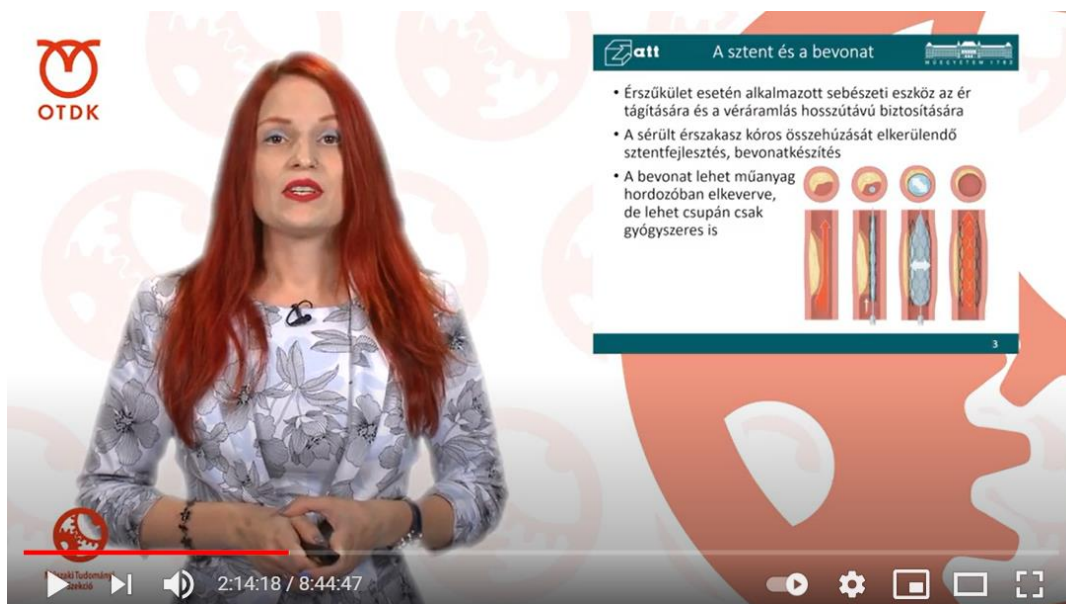 OTDK
att
A sztent és a bevonat
MŰEGYETEM 1782
• Érszűkület esetén alkalmazott sebészeti eszköz az ér
tágítására és a véráramlás hosszútávú biztosítására
• A sérült érszakasz kóros összehúzását elkerülendő
sztentfejlesztés, bevonatkészítés
• A bevonat lehet műanyag
hordozóban elkeverve,
de lehet csupán csak
gyógyszeres is
3
Szekció
2:14:18 / 8:44:47